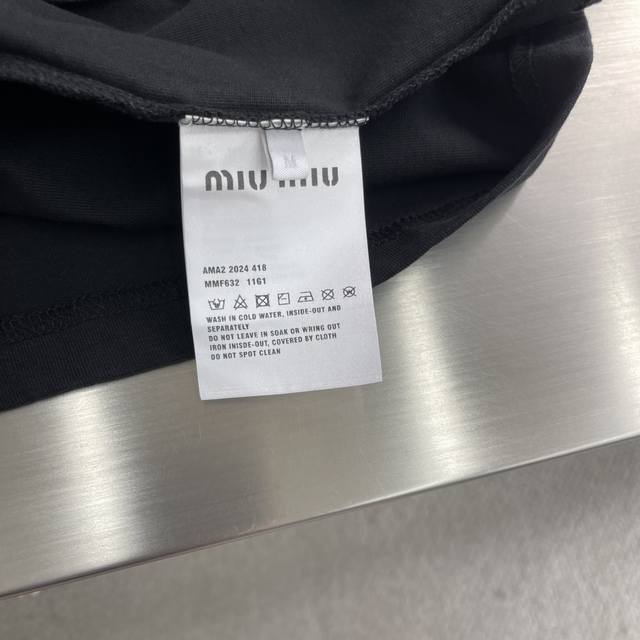 M
miu miu
AMA2 2024 418
MMF632 11G1
WASH IN COLD WATER, INSIDE-OUT AND
SEPARATELY
DO NOT LEAVE IN SOAK OR WRING OUT
IRON INISDE-OUT, COVERED BY CLOTH
DO NOT SPOT CLEAN